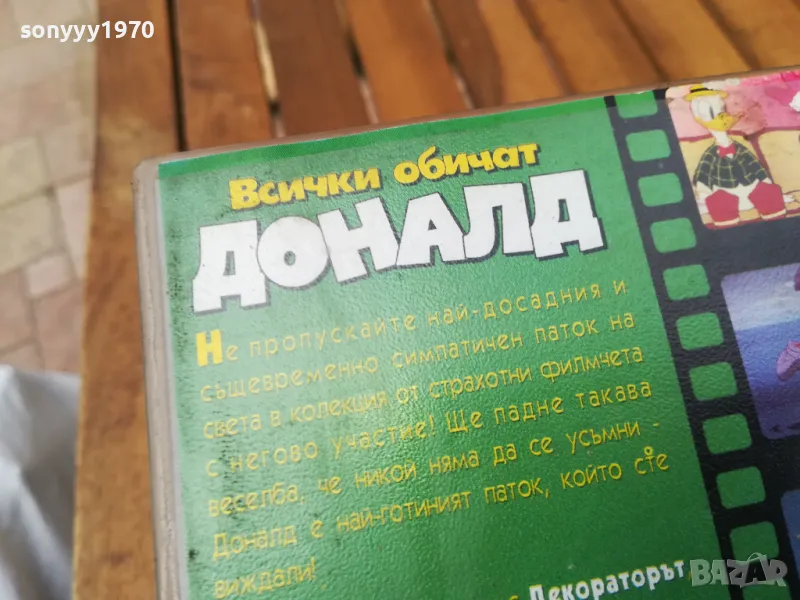 sonyyy1970
Всички обичат
ДОНАЛД
Не пропускайте най-досадния и
същевременно симпатичен паток на
света в колекция от страхотни филмчета
с негово участие! Ще падне такава
веселба, че никой няма да се усъмни -
Доналд е най-готиният паток, който сте
виждали!
Декораторът,
BAZAR